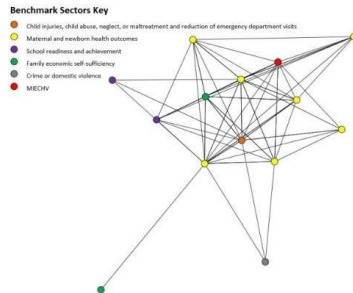 Benchmark Sectors Key
Child injuries, child abuse, neglect, or maltreatment and reduction of emergency department visits
Maternal and newborn health outcomes
School readiness and achievement
Family economic self-sufficiency
Crime or domestic violence
MIECHV